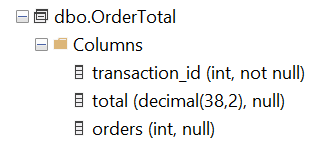 dbo.OrderTotal
Columns
transaction_id (int, not null)
total (decimal(38,2), null)
orders (int, null)